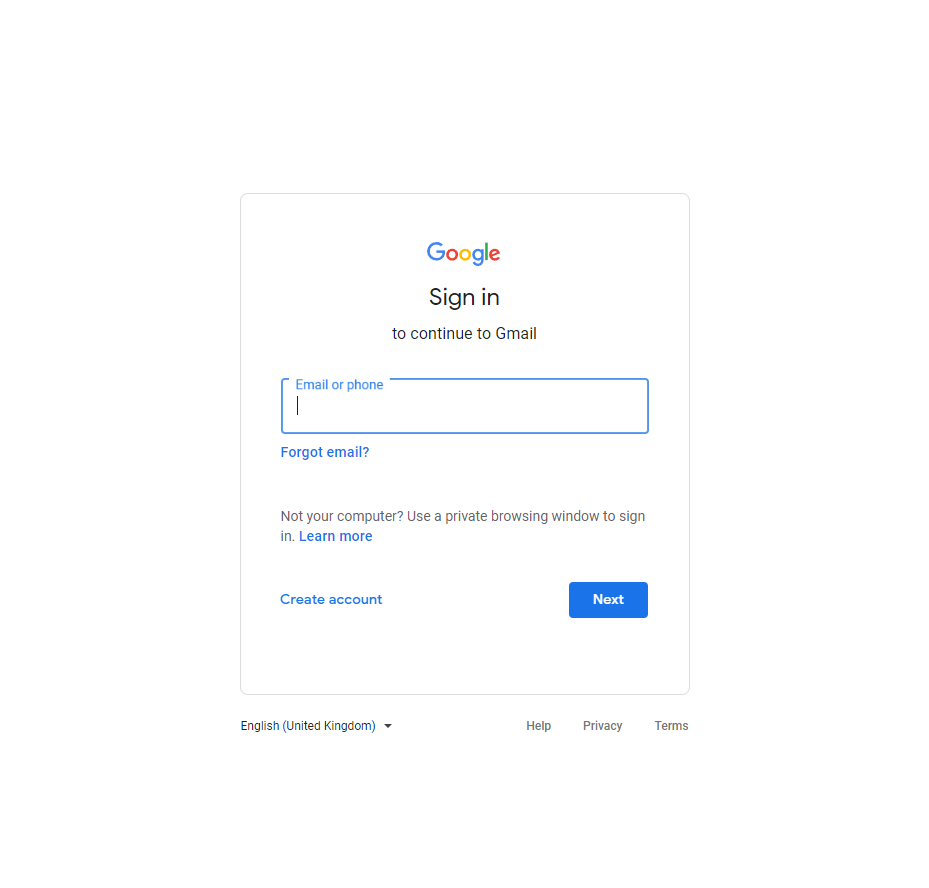 Google
Sign in
to continue to Gmail
Email or phone
Forgot email?
Not your computer? Use a private browsing window to sign
in. Learn more
Create account
Next
English (United Kingdom)
Help
Privacy
Terms